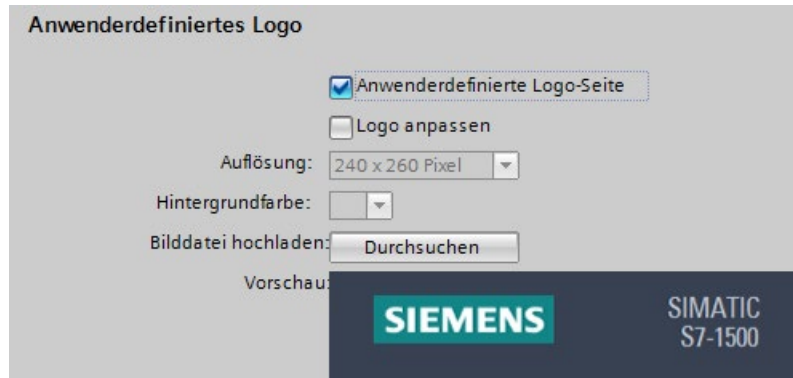 Anwenderdefiniertes Logo
Anwenderdefinierte Logo-Seite
Logo anpassen
Auflösung: 240 x 260 Pixel
Hintergrundfarbe:
Bilddatei hochladen: Durchsuchen
Vorschau:
SIEMENS
SIMATIC
S7-1500